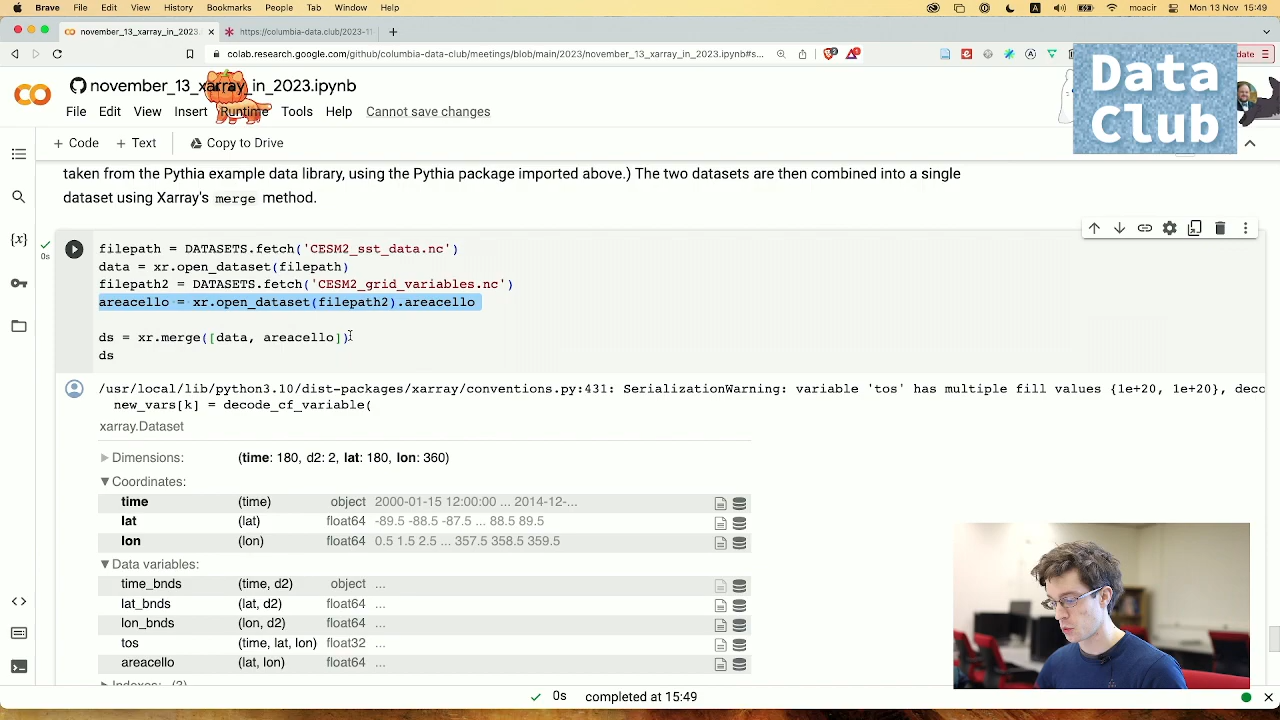 Brave File Edit View History Bookmarks People Tab Window Help
moacir Mon 13 Nov 15:49
november_13_xarray_in_2023. https://columbia-data-club/2023-11
colab.research.google.com/github/columbia-data-club/meetings/blob/main/2023/november_13_xarray_in_2023.ipynb#s...
date
november_13_xarray_in_2023.ipynb
File Edit View Insert Runtime Tools Help Cannot save changes
Data
Club
+ Code + Text Copy to Drive
taken from the Pythia example data library, using the Pythia package imported above.) The two datasets are then combined into a single
dataset using Xarray's merge method.
filepath = DATASETS.fetch('CESM2_sst_data.nc')
0s
data = xr.open_dataset(filepath)
filepath2 = DATASETS.fetch('CESM2_grid_variables.nc')
areacello = xr.open_dataset(filepath2).areacello
ds = xr.merge([data, areacello])
ds
/usr/local/lib/python3.10/dist-packages/xarray/conventions.py:431: SerializationWarning: variable 'tos' has multiple fill values {1e+20, 1e+20}, deco
new_vars[k] = decode_cf_variable(
xarray.Dataset
Dimensions: (time: 180, d2: 2, lat: 180, lon: 360)
Coordinates:
time (time) object 2000-01-15 12:00:00 ... 2014-12-...
lat (lat) float64 -89.5 -88.5 -87.5 ... 88.5 89.5
lon (lon) float64 0.5 1.5 2.5 ... 357.5 358.5 359.5
Data variables:
time_bnds (time, d2) object ...
lat_bnds (lat, d2) float64 ...
lon_bnds (lon, d2) float64 ...
tos (time, lat, lon) float32 ...
areacello (lat, lon) float64 ...
Indexes: (3)
0s completed at 15:49